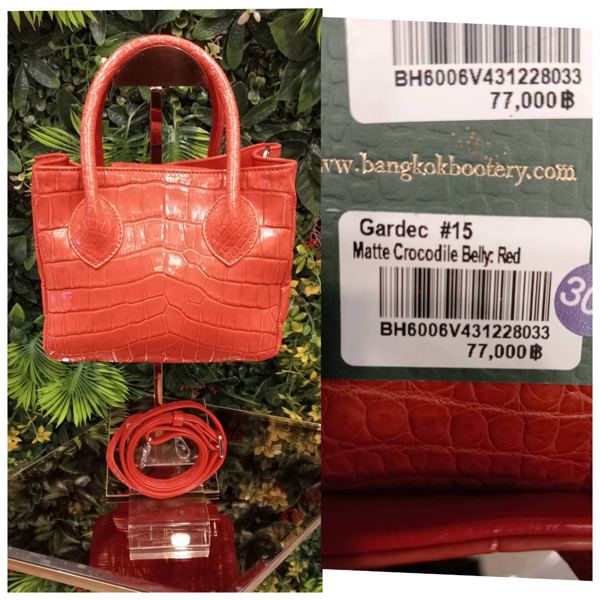 BH6006V431228033
77,000฿
www.bangkokbootery.com
Gardec #15
Matte Crocodile Belly: Red
30
BH6006V431228033
77,000฿